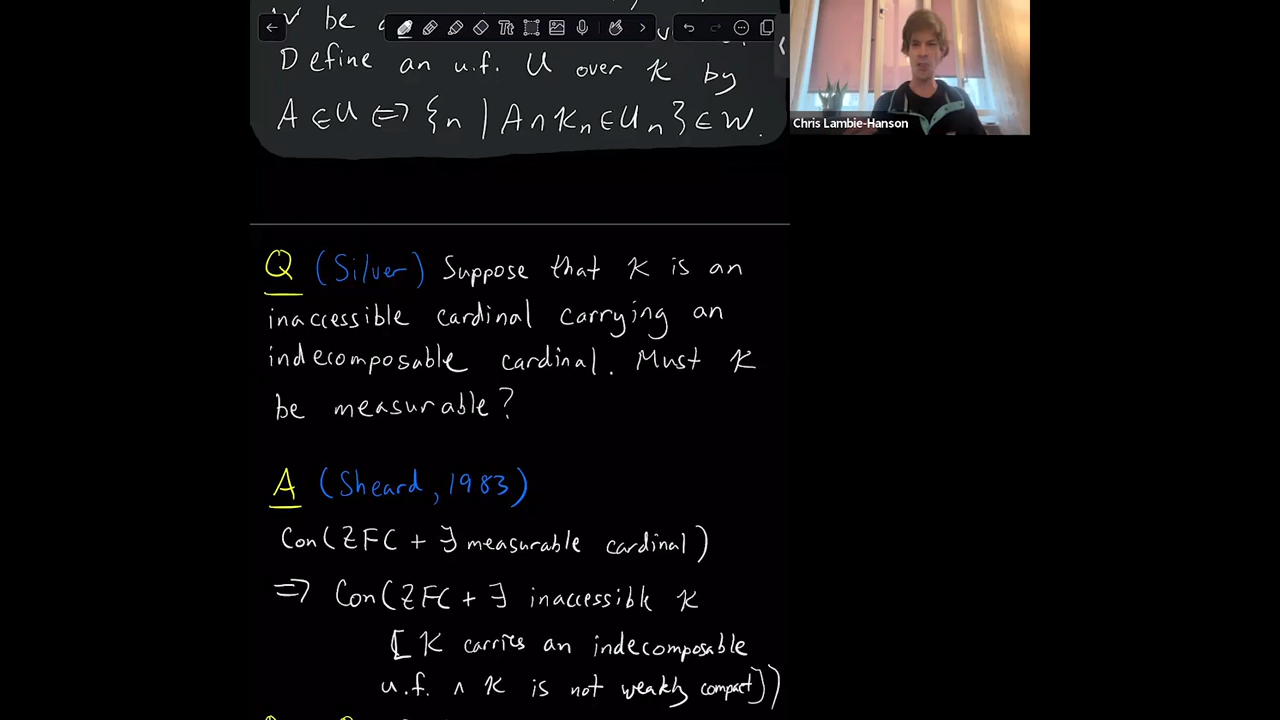 W be a
Define an u.f. U over K by
A ∈ U ⟺ {n | A ∩ K_n ∈ U_n} ∈ W.
Chris Lambie-Hanson
Q (Silver) Suppose that K is an
inaccessible cardinal carrying an
indecomposable cardinal. Must K
be measurable?
A (Sheard, 1983)
Con(ZFC + ∃ measurable cardinal)
⟹ Con(ZFC + ∃ inaccessible K
[K carries an indecomposable
u.f. ∧ K is not weakly compact])